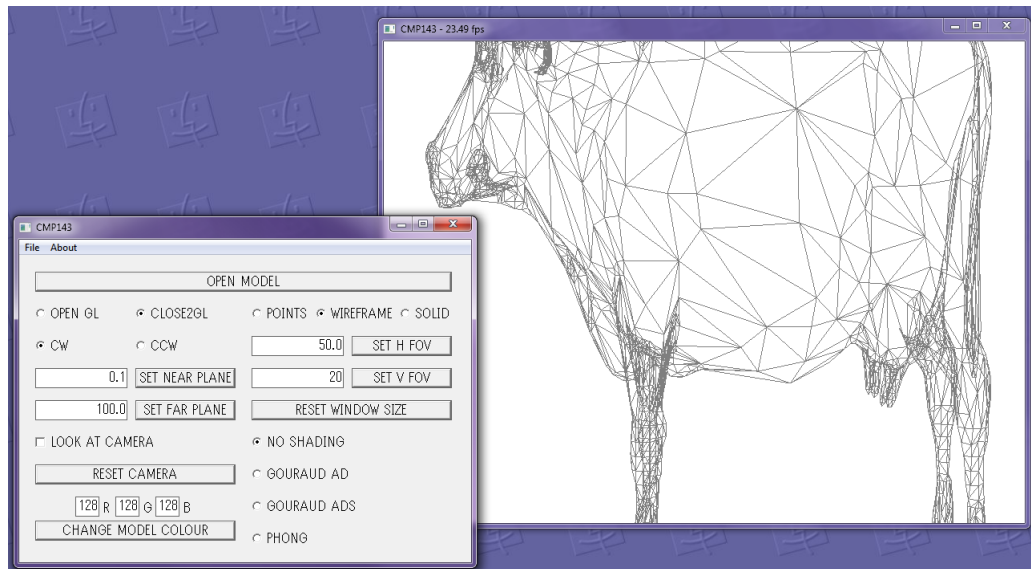 CMP143 - 23.49 fps
CMP143
File About
OPEN MODEL
OPEN GL CLOSE2GL POINTS WIREFRAME SOLID
CW CCW 50.0 SET H FOV
0.1 SET NEAR PLANE 20 SET V FOV
100.0 SET FAR PLANE RESET WINDOW SIZE
LOOK AT CAMERA NO SHADING
RESET CAMERA GOURAUD AD
128 R 128 G 128 B GOURAUD ADS
CHANGE MODEL COLOUR PHONG